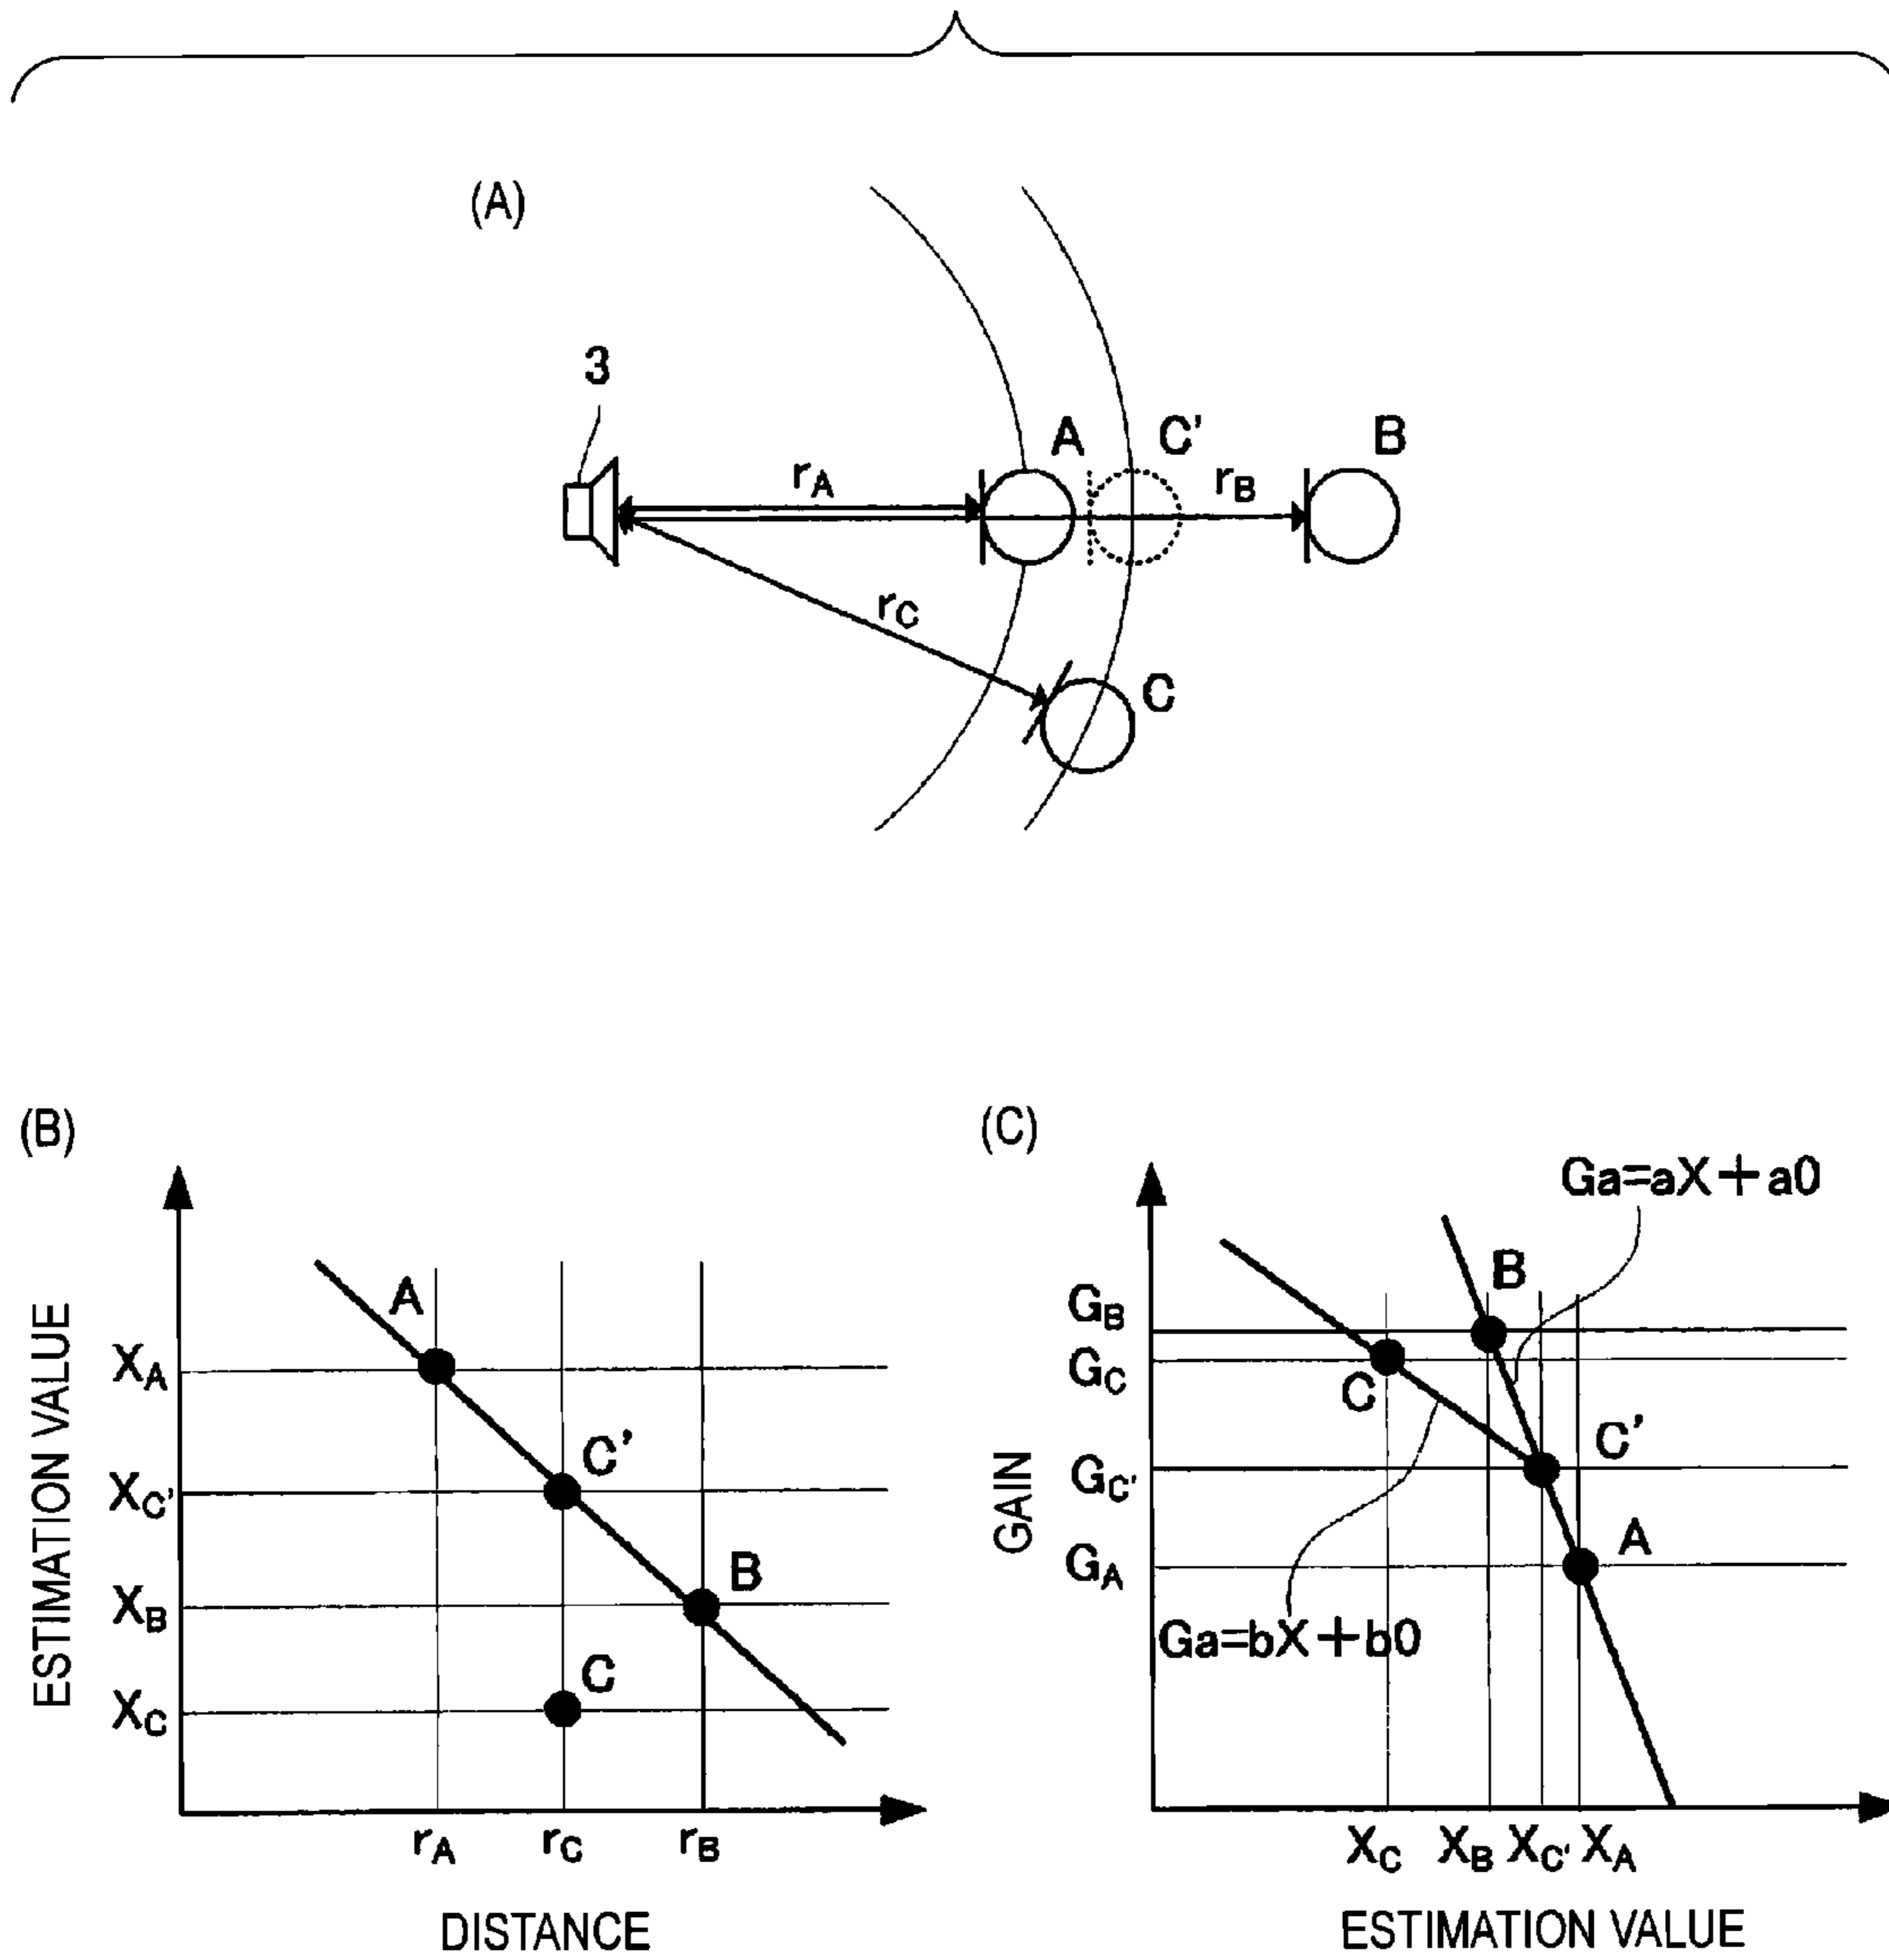 (A)
3
A
C'
B
rA
rB
rC
C
(B)
ESTIMATION VALUE
XA
XC'
XB
XC
A
C'
B
C
rA
rC
rB
DISTANCE
(C)
Ga=aX+a0
GAIN
GB
GC
GC'
GA
B
C
C'
A
Ga=bX+b0
XC
XB
XC'
XA
ESTIMATION VALUE